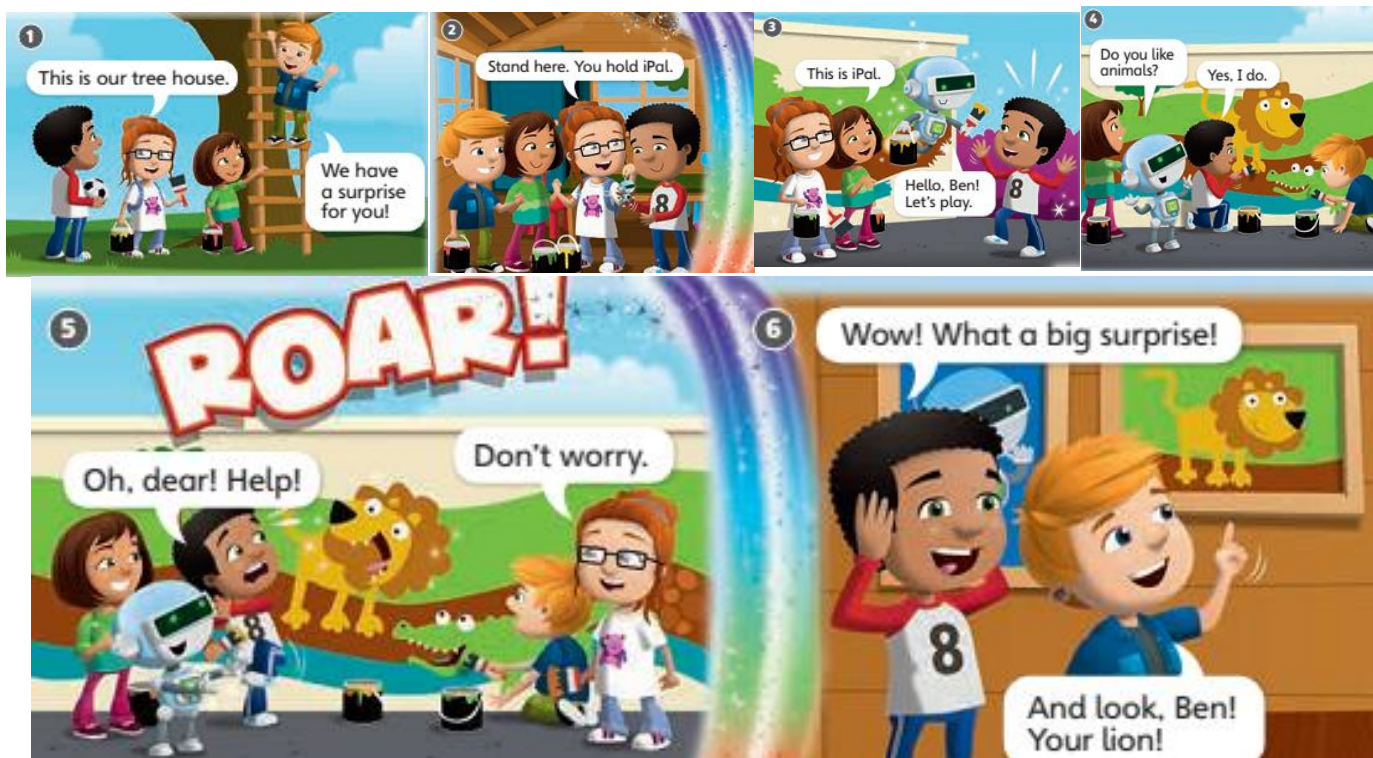 1
This is our tree house.
We have
a surprise
for you!
2
Stand here. You hold iPal.
8
3
This is iPal.
Hello, Ben!
Let's play.
8
4
Do you like
animals?
Yes, I do.
5
ROAR!
Oh, dear! Help!
Don't worry.
8
6
Wow! What a big surprise!
8
And look, Ben!
Your lion!